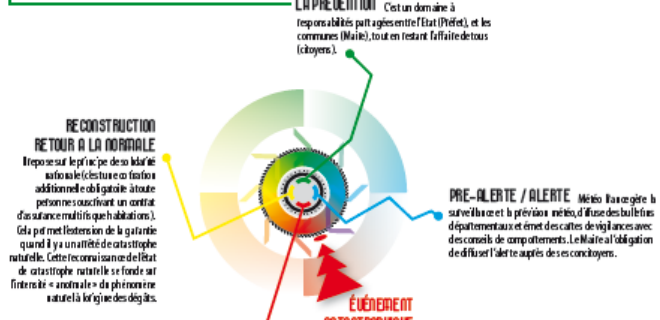 LA PRÉVENTION C'est un domaine à
responsabilités partagées entre l'Etat (Préfet), et les
communes (Maire), tout en restant l'affaire de tous
(citoyens).
RECONSTRUCTION
RETOUR A LA NORMALE
Il repose sur le principe de solidarité
nationale (c'est une cotisation
additionnelle obligatoire à toute
personne souscrivant un contrat
d'assurance multirisque habitations).
Cela permet l'extension de la garantie
quand il y a un arrêté de catastrophe
naturelle. Cette reconnaissance de l'état
de catastrophe naturelle se fonde sur
l'intensité « anormale » du phénomène
naturel à l'origine des dégâts.
PRE-ALERTE / ALERTE Météo France gère la
surveillance et la prévision météo, diffuse des bulletins
départementaux et émet des cartes de vigilances avec
des conseils de comportements. Le Maire a l'obligation
de diffuser l'alerte auprès de ses concitoyens.
ÉVÉNEMENT
CATASTROPHIQUE